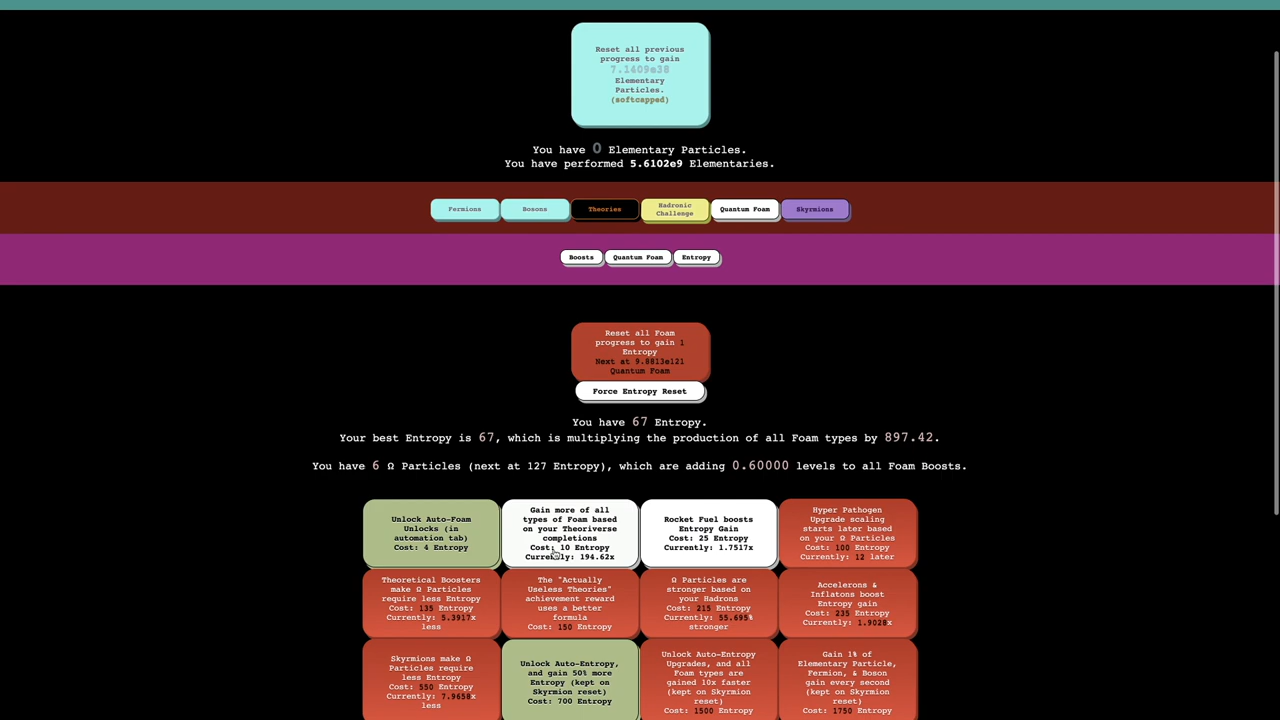 Reset all previous
progress to gain
7.1409e38
Elementary
Particles.
(softcapped)
You have 0 Elementary Particles.
You have performed 5.6102e9 Elementaries.
Fermions
Bosons
Theories
Hadronic
Challenge
Quantum Foam
Skyrmions
Boosts
Quantum Foam
Entropy
Reset all Foam
progress to gain 1
Entropy
Next at 9.8813e121
Quantum Foam
Force Entropy Reset
You have 67 Entropy.
Your best Entropy is 67, which is multiplying the production of all Foam types by 897.42.
You have 6 Ω Particles (next at 127 Entropy), which are adding 0.60000 levels to all Foam Boosts.
Unlock Auto-Foam
Unlocks (in
automation tab)
Cost: 4 Entropy
Gain more of all
types of Foam based
on your Theoriverse
completions
Cost: 10 Entropy
Currently: 194.62x
Rocket Fuel boosts
Entropy Gain
Cost: 25 Entropy
Currently: 1.7517x
Hyper Pathogen
Upgrade scaling
starts later based
on your Ω Particles
Cost: 100 Entropy
Currently: 12 later
Theoretical Boosters
make Ω Particles
require less Entropy
Cost: 135 Entropy
Currently: 5.3917x
less
The "Actually
Useless Theories"
achievement reward
uses a better
formula
Cost: 150 Entropy
Ω Particles are
stronger based on
your Hadrons
Cost: 215 Entropy
Currently: 55.695%
stronger
Accelerons &
Inflatons boost
Entropy gain
Cost: 235 Entropy
Currently: 1.9028x
Skyrmions make Ω
Particles require
less Entropy
Cost: 550 Entropy
Currently: 7.9658x
less
Unlock Auto-Entropy,
and gain 50% more
Entropy (kept on
Skyrmion reset)
Cost: 700 Entropy
Unlock Auto-Entropy
Upgrades, and all
Foam types are
gained 10x faster
(kept on Skyrmion
reset)
Cost: 1500 Entropy
Gain 1% of
Elementary Particle,
Fermion, & Boson
gain every second
(kept on Skyrmion
reset)
Cost: 1750 Entropy